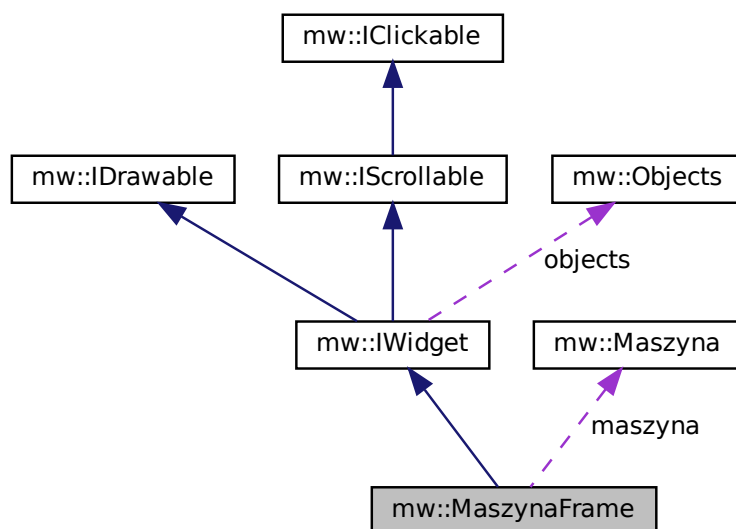 mw::IClickable
mw::IDrawable
mw::IScrollable
mw::Objects
objects
mw::IWidget
mw::Maszyna
maszyna
mw::MaszynaFrame